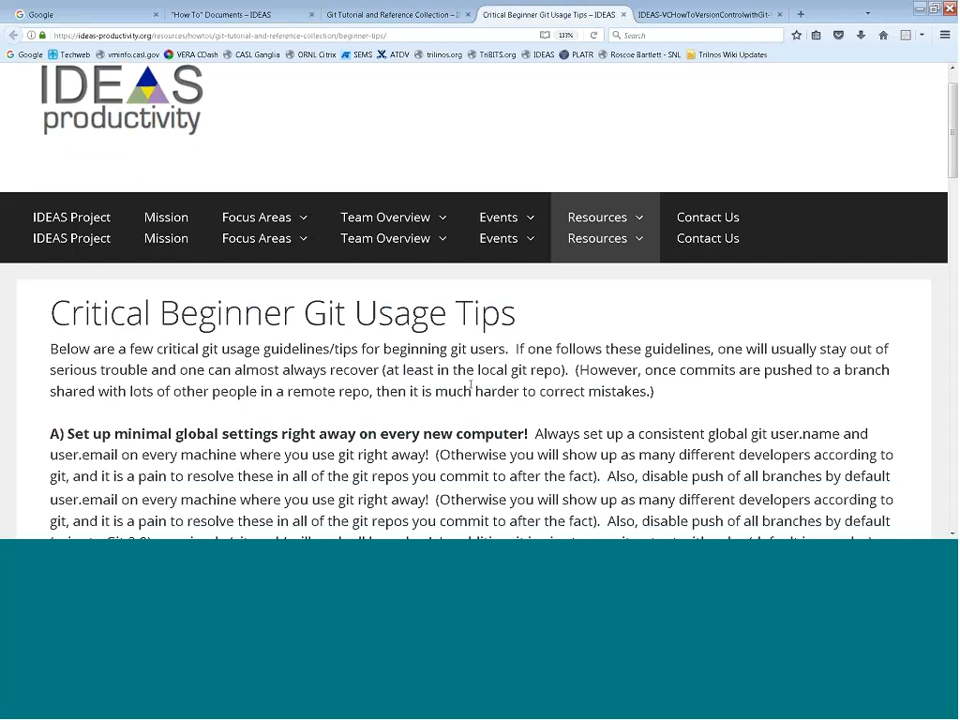 Google
"How To" Documents – IDEAS
Git Tutorial and Reference Collection – I
Critical Beginner Git Usage Tips – IDEAS
IDEAS-VCHowToVersionControlwithGit-
https://ideas-productivity.org/resources/howtos/git-tutorial-and-reference-collection/beginner-tips/
133%
Search
Google Techweb vminfo.casl.gov VERA CDash CASL Ganglia ORNL Citrix SEMS ATDV trilinos.org TriBITS.org IDEAS PLATR Roscoe Bartlett - SNL Trilnos Wiki Updates
IDEAS
productivity
IDEAS Project Mission Focus Areas Team Overview Events Resources Contact Us
IDEAS Project Mission Focus Areas Team Overview Events Resources Contact Us
Critical Beginner Git Usage Tips
Below are a few critical git usage guidelines/tips for beginning git users. If one follows these guidelines, one will usually stay out of
serious trouble and one can almost always recover (at least in the local git repo). (However, once commits are pushed to a branch
shared with lots of other people in a remote repo, then it is much harder to correct mistakes.)
A) Set up minimal global settings right away on every new computer! Always set up a consistent global git user.name and
user.email on every machine where you use git right away! (Otherwise you will show up as many different developers according to
git, and it is a pain to resolve these in all of the git repos you commit to after the fact). Also, disable push of all branches by default
user.email on every machine where you use git right away! (Otherwise you will show up as many different developers according to
git, and it is a pain to resolve these in all of the git repos you commit to after the fact). Also, disable push of all branches by default